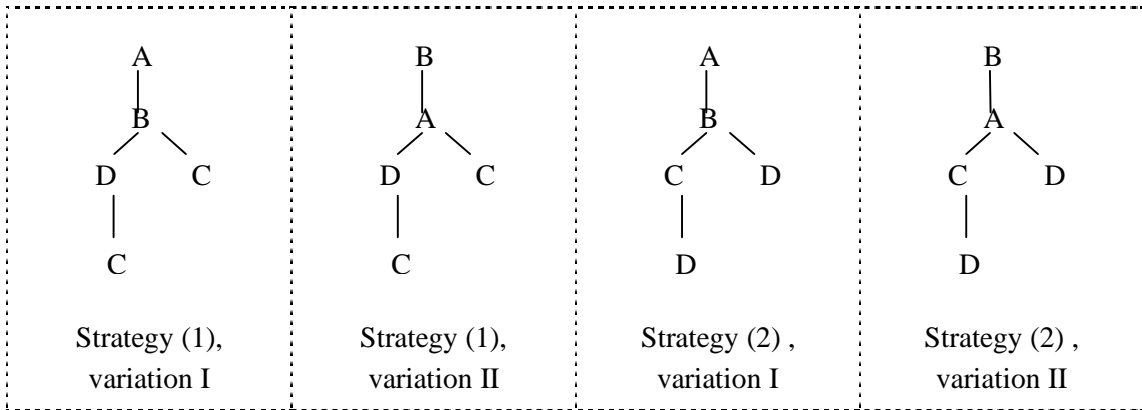 A
B
D C
C
Strategy (1),
variation I
B
A
D C
C
Strategy (1),
variation II
A
B
C D
D
Strategy (2) ,
variation I
B
A
C D
D
Strategy (2) ,
variation II